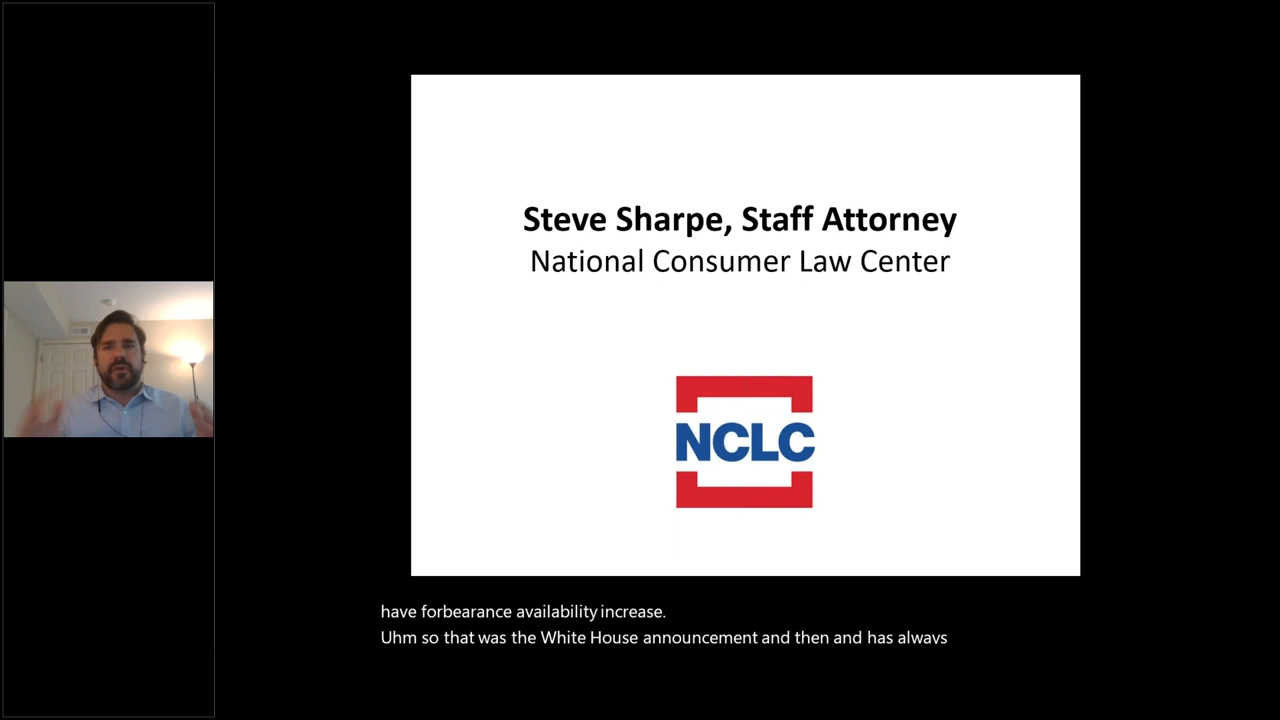 Steve Sharpe, Staff Attorney
National Consumer Law Center
NCLC
have forbearance availability increase.
Uhm so that was the White House announcement and then and has always